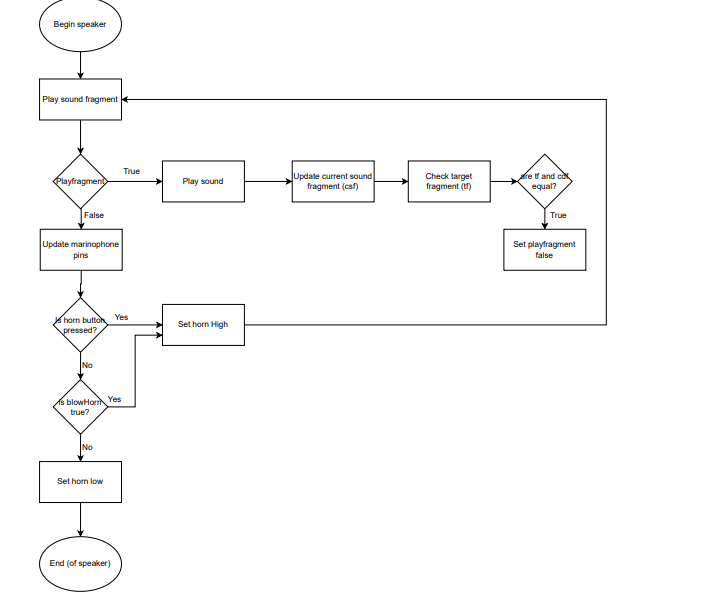 Begin speaker
Play sound fragment
Playfragment
True
Play sound
Update current sound
fragment (csf)
Check target
fragment (tf)
are tf and cdf
equal?
False
True
Update marinophone
pins
Set playfragment
false
Is horn button
pressed?
Yes
Set horn High
No
Is blowHorn
true?
Yes
No
Set horn low
End (of speaker)